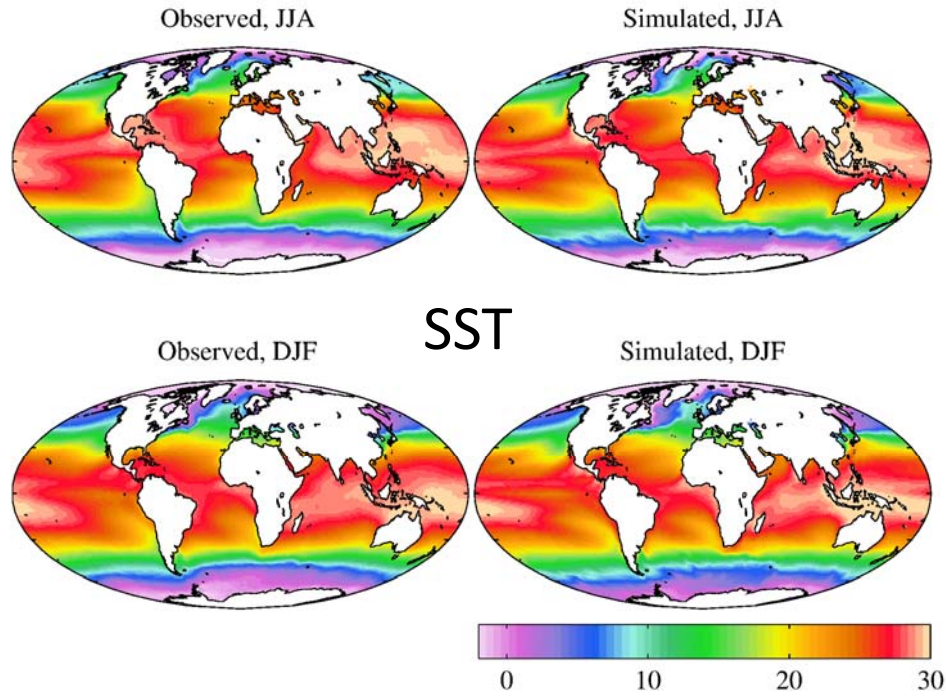 Observed, JJA
Simulated, JJA
SST
Observed, DJF
Simulated, DJF
0
10
20
30